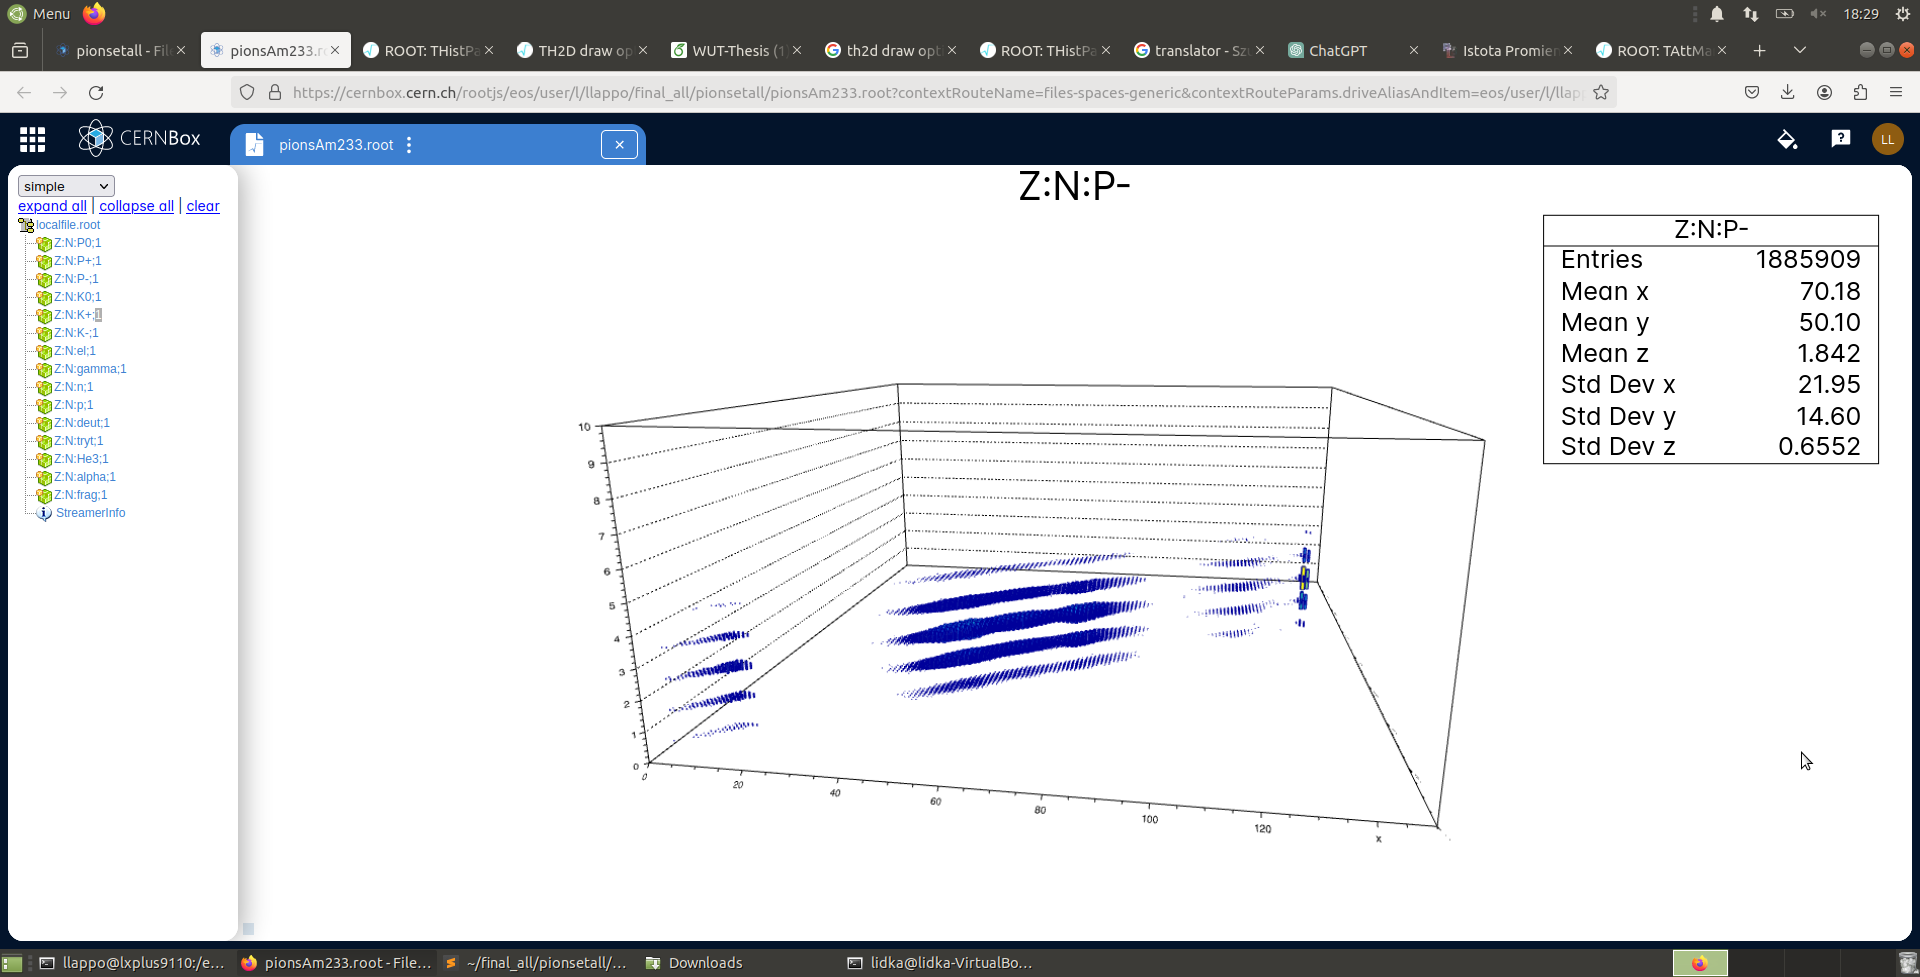 Menu
18:29
pionsetall - Fil
pionsAm233.r
ROOT: THistPa
TH2D draw op
WUT-Thesis (1)
th2d draw opt
ROOT: THistPa
translator - Szu
ChatGPT
Istota Promien
ROOT: TAttMa
https://cernbox.cern.ch/rootjs/eos/user/l/llappo/final_all/pionsetall/pionsAm233.root?contextRouteName=files-spaces-generic&contextRouteParams.driveAliasAndItem=eos/user/l/llapp
CERNBox
pionsAm233.root
LL
simple
expand all | collapse all | clear
localfile.root
Z:N:P0;1
Z:N:P+;1
Z:N:P-;1
Z:N:K0;1
Z:N:K+;1
Z:N:K-;1
Z:N:el;1
Z:N:gamma;1
Z:N:n;1
Z:N:p;1
Z:N:deut;1
Z:N:tryt;1
Z:N:He3;1
Z:N:alpha;1
Z:N:frag;1
StreamerInfo
Z:N:P-
Z:N:P-
Entries 1885909
Mean x 70.18
Mean y 50.10
Mean z 1.842
Std Dev x 21.95
Std Dev y 14.60
Std Dev z 0.6552
10
9
8
7
6
5
4
3
2
1
0
0 20 40 60 80 100 120 x
llappo@lxplus9110:/e...
pionsAm233.root - File...
~/final_all/pionsetall/...
Downloads
lidka@lidka-VirtualBo...